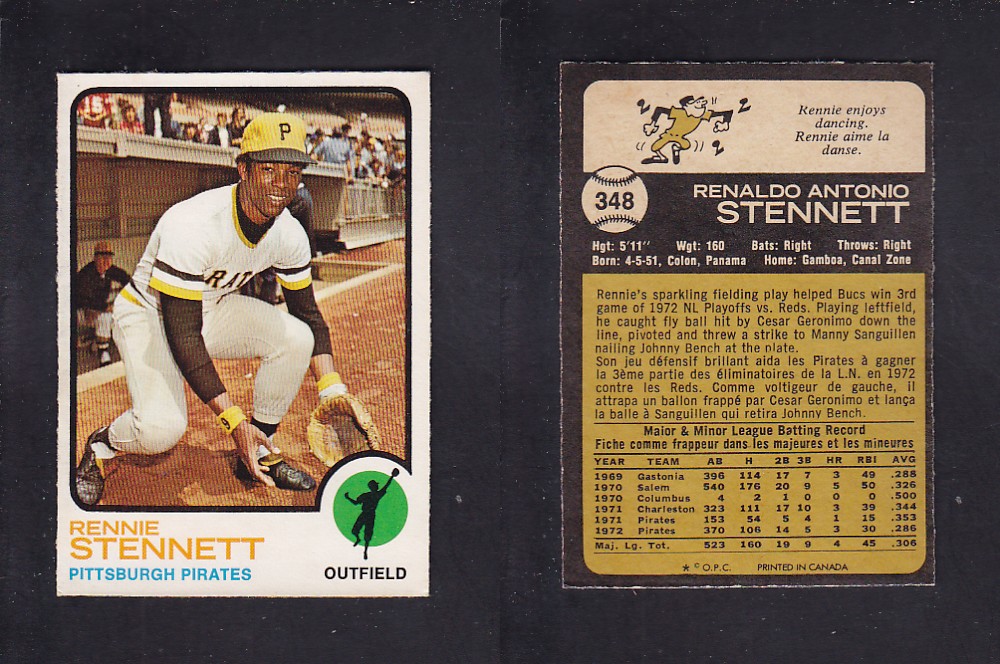 P
RAT
RENNIE
STENNETT
PITTSBURGH PIRATES
OUTFIELD
Rennie enjoys
dancing.
Rennie aime la
danse.
348
RENALDO ANTONIO
STENNETT
Hgt: 5'11" Wgt: 160 Bats: Right Throws: Right
Born: 4-5-51, Colon, Panama Home: Gamboa, Canal Zone
Rennie's sparkling fielding play helped Bucs win 3rd
game of 1972 NL Playoffs vs. Reds. Playing leftfield,
he caught fly ball hit by Cesar Geronimo down the
line, pivoted and threw a strike to Manny Sanguillen
nailing Johnny Bench at the plate.
Son jeu défensif brillant aida les Pirates à gagner
la 3ème partie des éliminatoires de la L.N. en 1972
contre les Reds. Comme voltigeur de gauche, il
attrapa un ballon frappé par Cesar Geronimo et lança
la balle à Sanguillen qui retira Johnny Bench.
Major & Minor League Batting Record
Fiche comme frappeur dans les majeures et les mineures
YEAR TEAM AB H 2B 3B HR RBI AVG
1969 Gastonia 396 114 17 7 3 49 .288
1970 Salem 540 176 20 9 5 50 .326
1970 Columbus 4 2 1 0 0 0 .500
1971 Charleston 323 111 17 10 3 39 .344
1971 Pirates 153 54 5 4 1 15 .353
1972 Pirates 370 106 14 5 3 30 .286
Maj. Lg. Tot. 523 160 19 9 4 45 .306
* © O.P.C. PRINTED IN CANADA